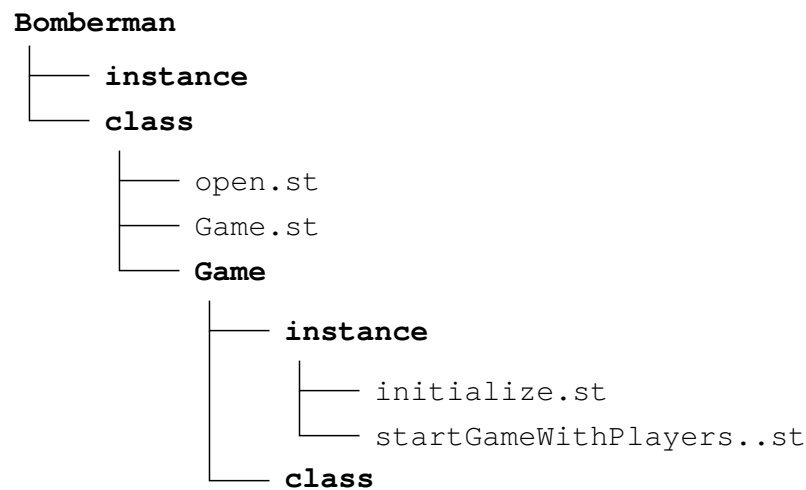 Bomberman
instance
class
open.st
Game.st
Game
instance
initialize.st
startGameWithPlayers..st
class